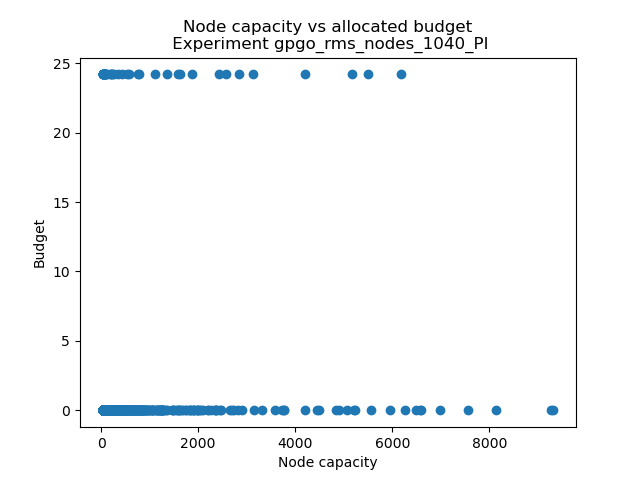 Node capacity vs allocated budget
Experiment gpgo_rms_nodes_1040_PI
25
20
15
10
5
0
Budget
0 2000 4000 6000 8000
Node capacity